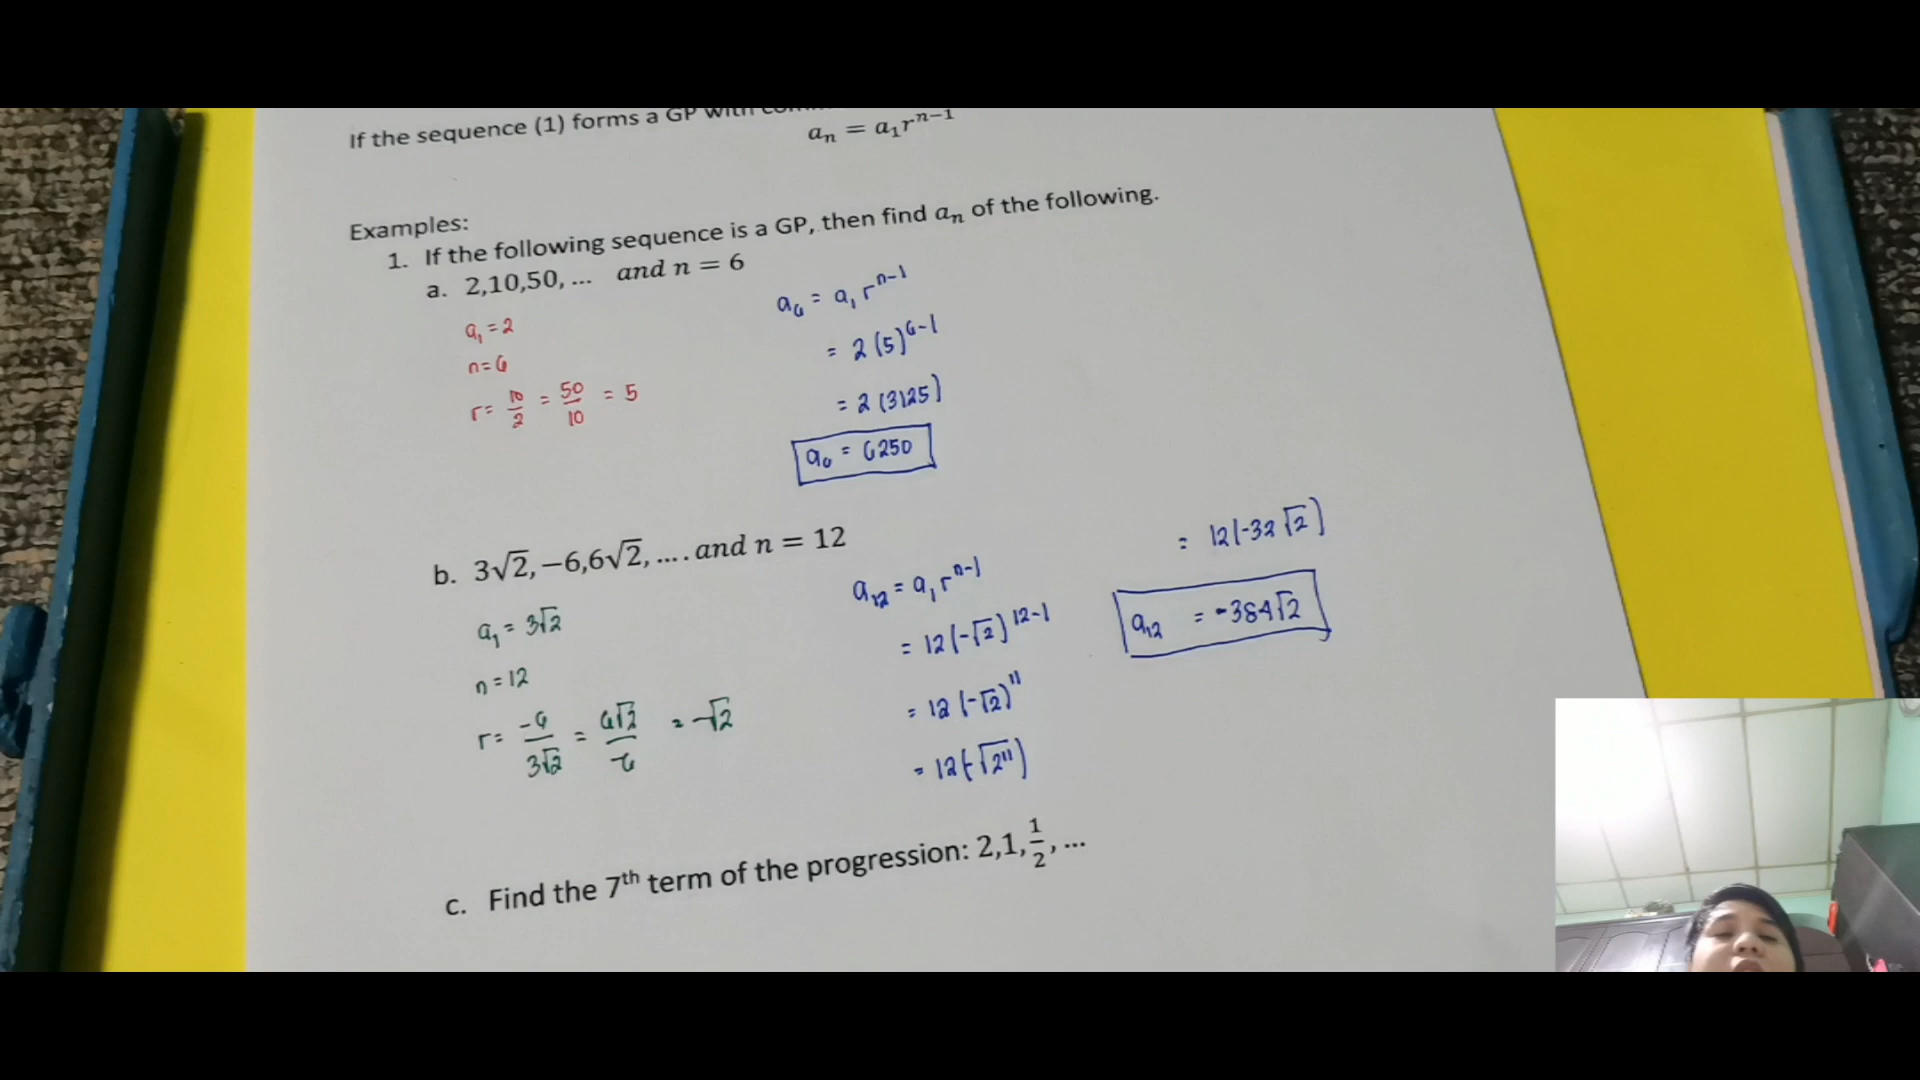 If the sequence (1) forms a GP with
aₙ = a₁rⁿ⁻¹
Examples:
1. If the following sequence is a GP, then find aₙ of the following.
a. 2,10,50, ... and n = 6
a₁ = 2
n = 6
r = 10/2 = 50/10 = 5
a₆ = a₁ rⁿ⁻¹
= 2 (5)⁶⁻¹
= 2 (3125)
a₆ = 6250
b. 3√2, −6,6√2, .... and n = 12
a₁ = 3√2
n = 12
r = -6/3√2 = 6√2/-6 = -√2
a₁₂ = a₁ rⁿ⁻¹
= 12 (-√2)¹²⁻¹
= 12 (-√2)¹¹
= 12 (-√2¹¹)
= 12 (-32 √2)
a₁₂ = -384√2
c. Find the 7ᵗʰ term of the progression: 2,1, 1/2, ...